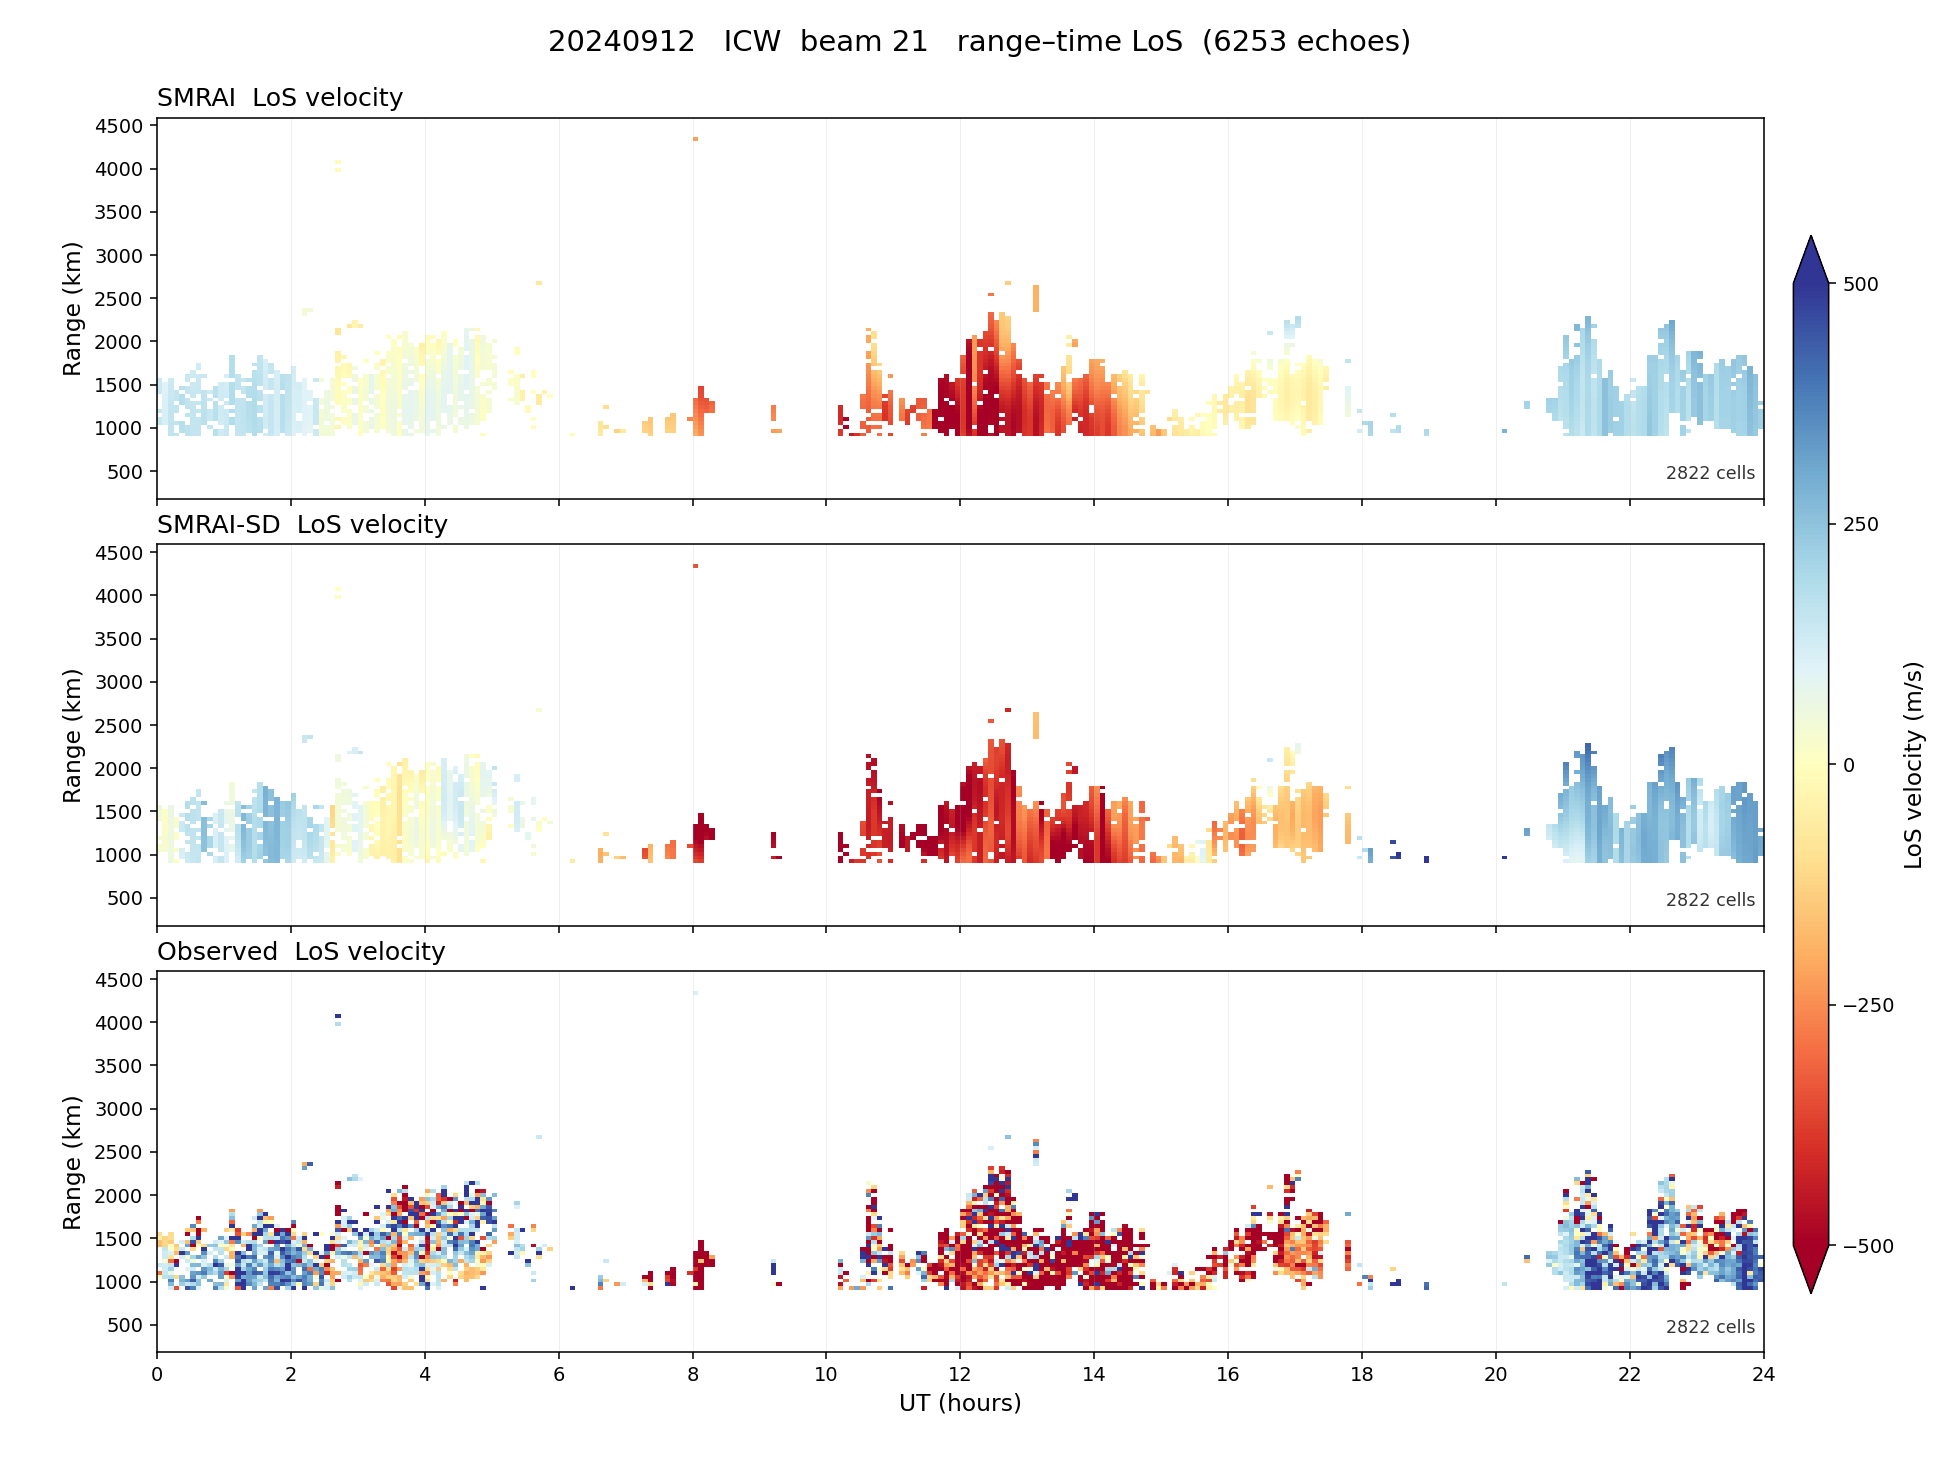 20240912 ICW beam 21 range–time LoS (6253 echoes)
SMRAI LoS velocity
4500
4000
3500
3000
2500
2000
1500
1000
500
Range (km)
2822 cells
SMRAI-SD LoS velocity
4500
4000
3500
3000
2500
2000
1500
1000
500
Range (km)
2822 cells
Observed LoS velocity
4500
4000
3500
3000
2500
2000
1500
1000
500
Range (km)
2822 cells
0 2 4 6 8 10 12 14 16 18 20 22 24
UT (hours)
500
250
0
−250
−500
LoS velocity (m/s)